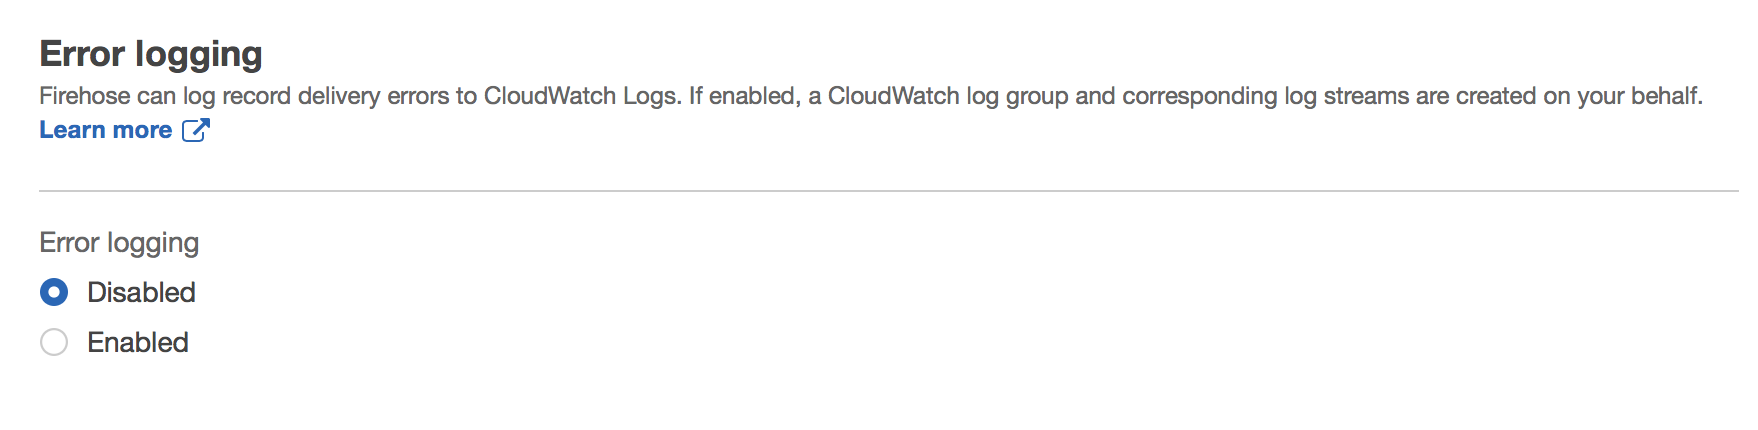 Error logging
Firehose can log record delivery errors to CloudWatch Logs. If enabled, a CloudWatch log group and corresponding log streams are created on your behalf.
Learn more
Error logging
Disabled
Enabled